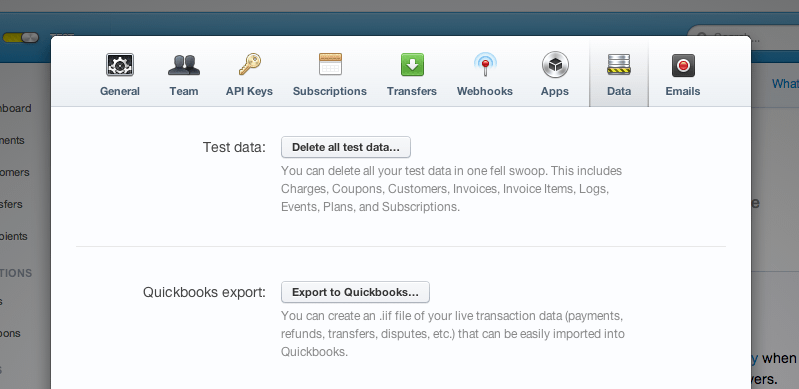 What
General Team API Keys Subscriptions Transfers Webhooks Apps Data Emails
Test data: Delete all test data...
You can delete all your test data in one fell swoop. This includes
Charges, Coupons, Customers, Invoices, Invoice Items, Logs,
Events, Plans, and Subscriptions.
Quickbooks export: Export to Quickbooks...
You can create an .iif file of your live transaction data (payments,
refunds, transfers, disputes, etc.) that can be easily imported into
Quickbooks.
hboard
ments
omers
sfers
pients
TIONS
pons
y when
vers.